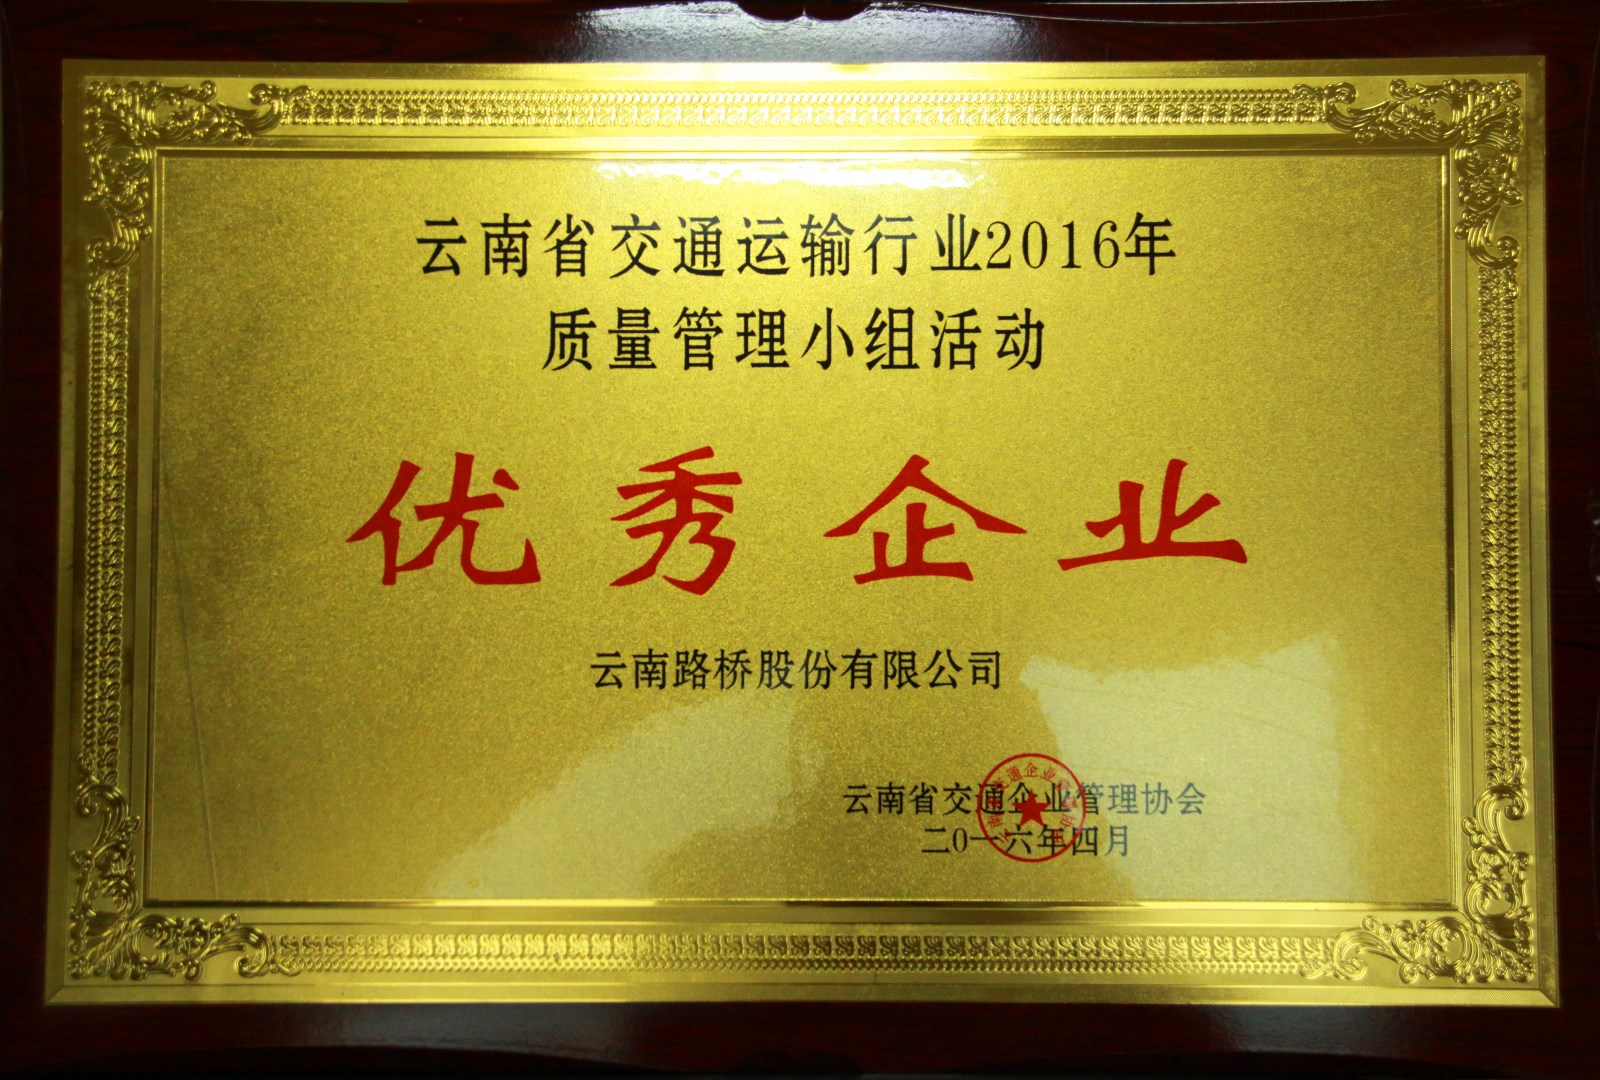 云南省交通运输行业2016年
质量管理小组活动
优秀企业
云南路桥股份有限公司
云南省交通企业管理协会
二0一六年四月